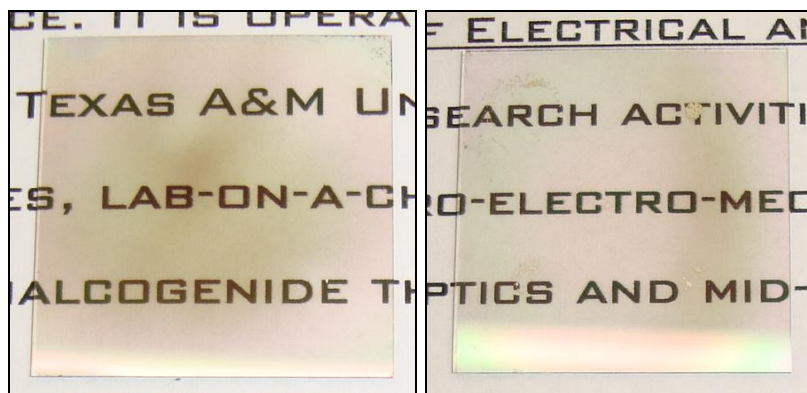 CE. IT IS OPERA
TEXAS A&M UN
ES, LAB-ON-A-CH
ALCOGENIDE TH
F ELECTRICAL AN
SEARCH ACTIVITI
RO-ELECTRO-MEC
PTICS AND MID-